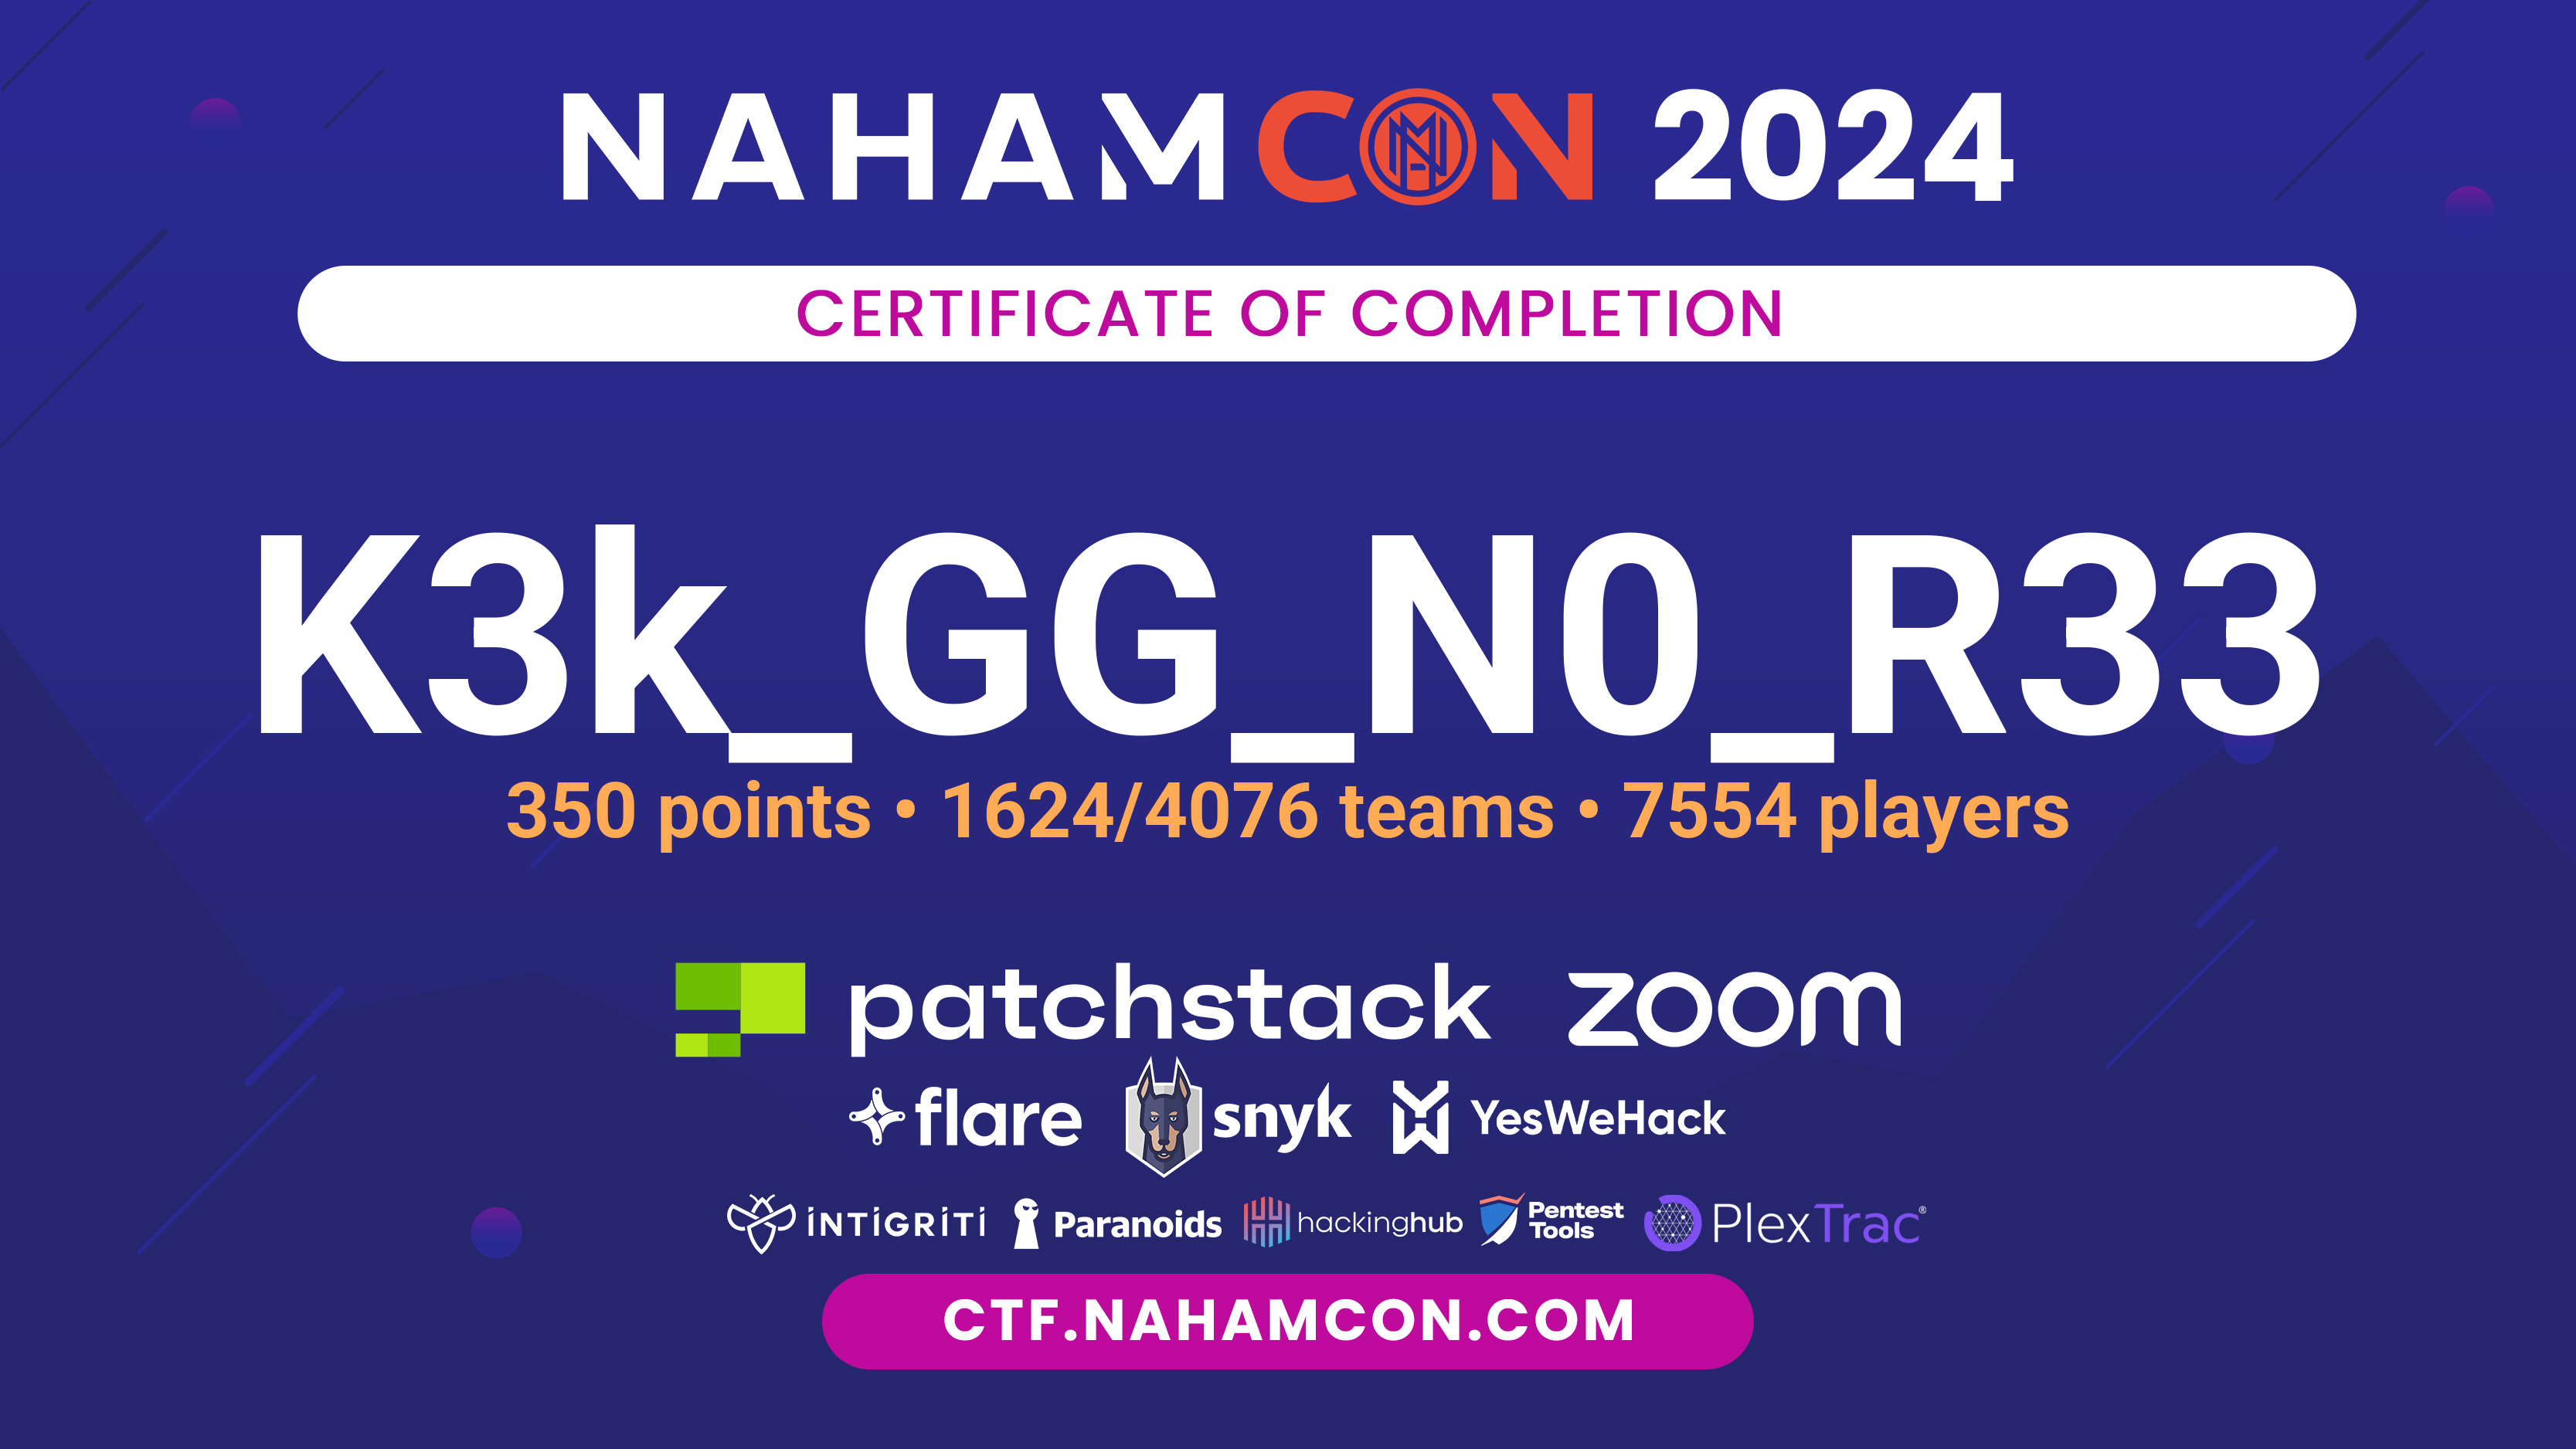 NAHAMCON 2024
CERTIFICATE OF COMPLETION
K3k_GG_N0_R33
350 points • 1624/4076 teams • 7554 players
patchstack zoom
flare snyk YesWeHack
INTIGRITI Paranoids hackinghub Pentest Tools PlexTrac®
CTF.NAHAMCON.COM